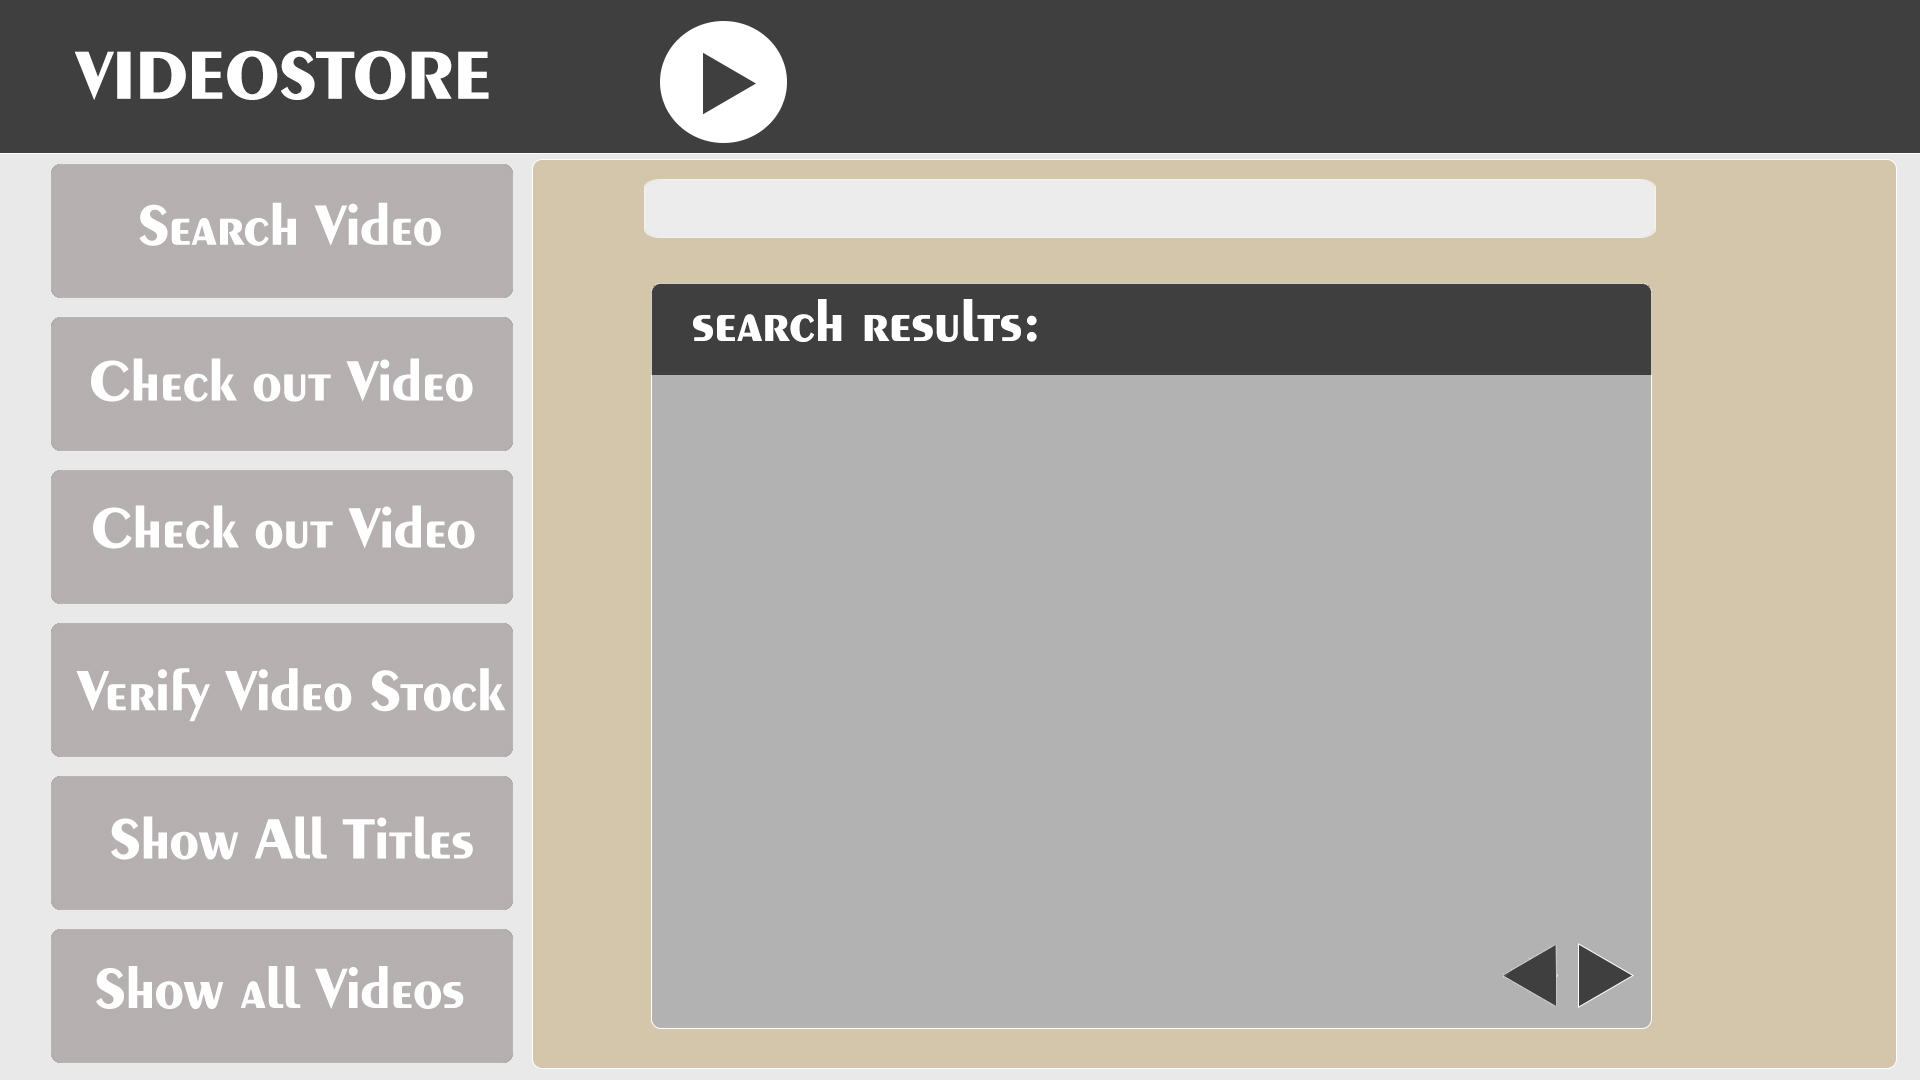 VIDEOSTORE
Search Video
Check out Video
Check out Video
Verify Video Stock
Show All Titles
Show all Videos
search results: